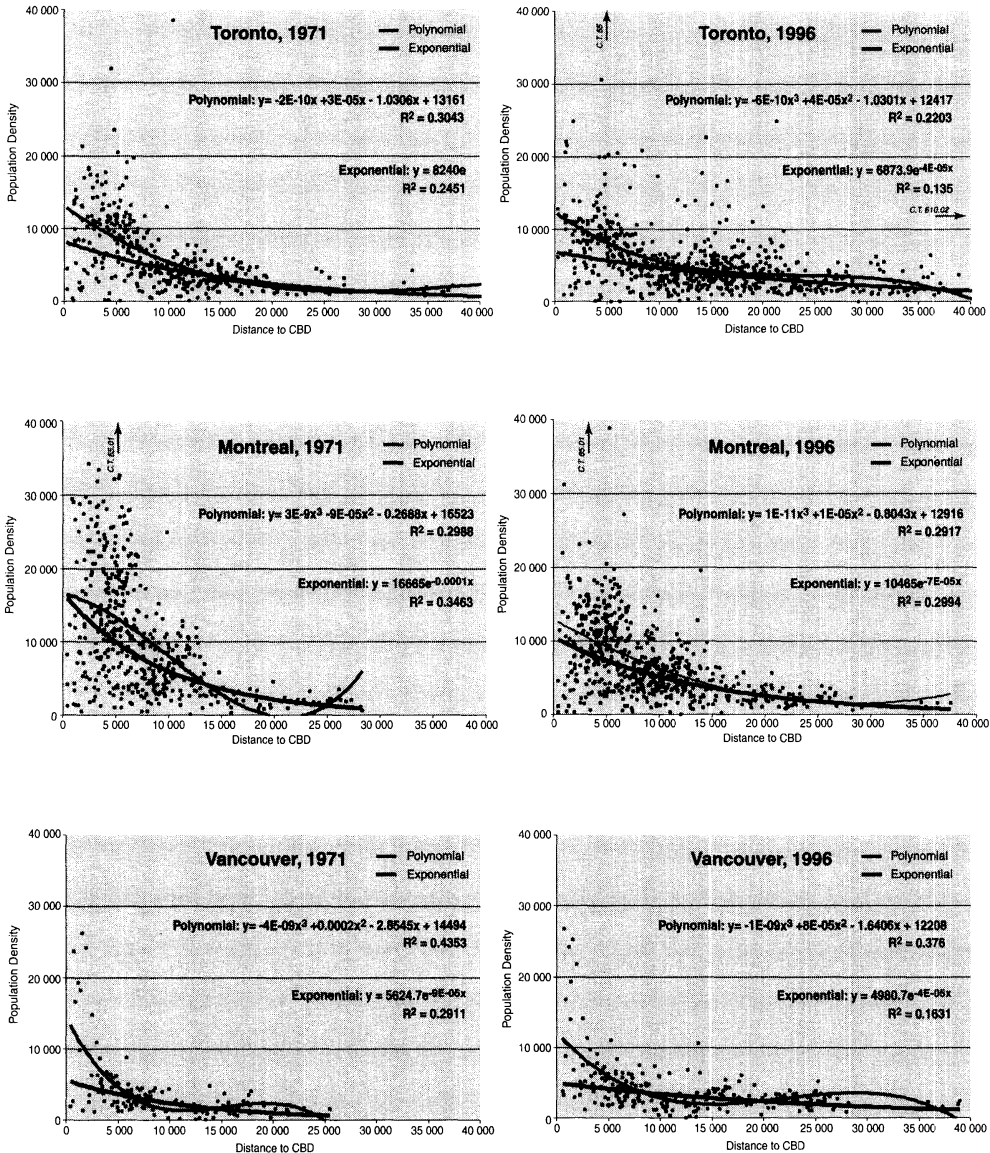 Toronto, 1971
Polynomial
Exponential
Polynomial: y= -2E-10x +3E-05x - 1.0306x + 13161
R² = 0.3043
Exponential: y = 8240e
R² = 0.2451
Population Density
40 000
30 000
20 000
10 000
0
0 5 000 10 000 15 000 20 000 25 000 30 000 35 000 40 000
Distance to CBD
Toronto, 1996
Polynomial
Exponential
C.T. 65
Polynomial: y= -6E-10x³ +4E-05x² - 1.0301x + 12417
R² = 0.2203
Exponential: y = 6873.9e-4E-05x
R² = 0.135
C.T. 610.02
Population Density
40 000
30 000
20 000
10 000
0
0 5 000 10 000 15 000 20 000 25 000 30 000 35 000 40 000
Distance to CBD
Montreal, 1971
Polynomial
Exponential
C.T. 65.01
Polynomial: y= 3E-9x³ -9E-05x² - 0.2688x + 16523
R² = 0.2988
Exponential: y = 16665e-0.0001x
R² = 0.3463
Population Density
40 000
30 000
20 000
10 000
0
0 5 000 10 000 15 000 20 000 25 000 30 000 35 000 40 000
Distance to CBD
Montreal, 1996
Polynomial
Exponential
C.T. 65.01
Polynomial: y= 1E-11x³ +1E-05x² - 0.8043x + 12916
R² = 0.2917
Exponential: y = 10465e-7E-05x
R² = 0.2994
Population Density
40 000
30 000
20 000
10 000
0
0 5 000 10 000 15 000 20 000 25 000 30 000 35 000 40 000
Distance to CBD
Vancouver, 1971
Polynomial
Exponential
Polynomial: y= -4E-09x³ +0.0002x² - 2.8545x + 14494
R² = 0.4353
Exponential: y = 5624.7e-9E-05x
R² = 0.2911
Population Density
40 000
30 000
20 000
10 000
0
0 5 000 10 000 15 000 20 000 25 000 30 000 35 000 40 000
Distance to CBD
Vancouver, 1996
Polynomial
Exponential
Polynomial: y= -1E-09x³ +8E-05x² - 1.6406x + 12208
R² = 0.376
Exponential: y = 4980.7e-4E-05x
R² = 0.1631
Population Density
40 000
30 000
20 000
10 000
0
0 5 000 10 000 15 000 20 000 25 000 30 000 35 000 40 000
Distance to CBD